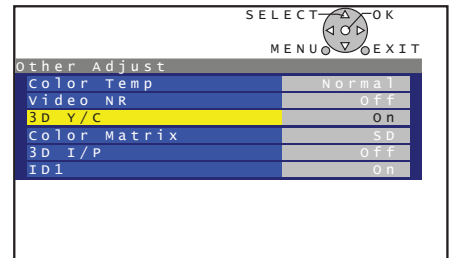 SELECT OK
MENU EXIT
Other Adjust
Color Temp Normal
Video NR Off
3D Y/C On
Color Matrix SD
3D I/P Off
ID1 On